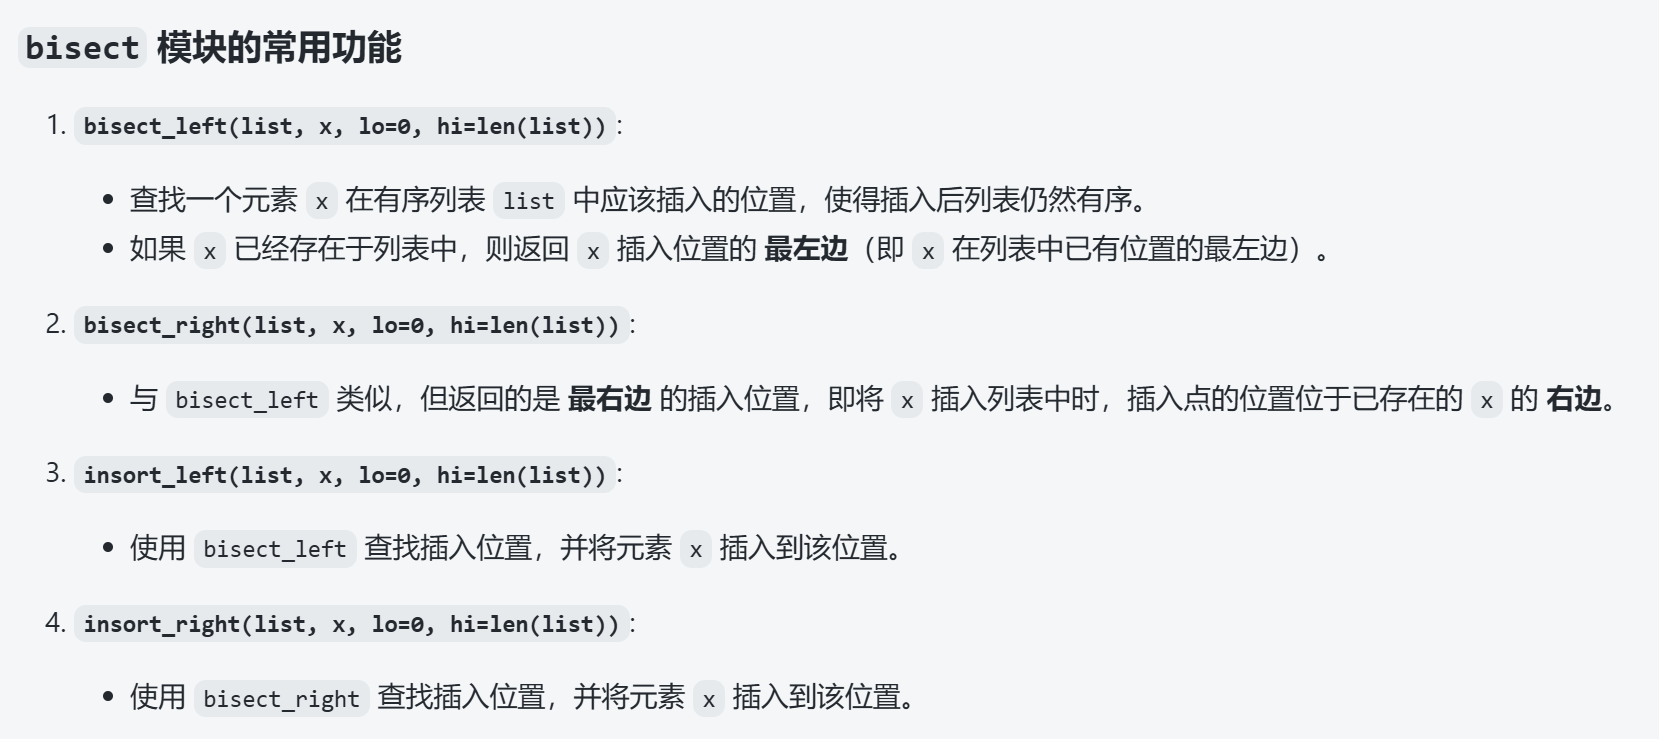 bisect 模块的常用功能
1. bisect_left(list, x, lo=0, hi=len(list)):
• 查找一个元素 x 在有序列表 list 中应该插入的位置，使得插入后列表仍然有序。
• 如果 x 已经存在于列表中，则返回 x 插入位置的 最左边（即 x 在列表中已有位置的最左边）。
2. bisect_right(list, x, lo=0, hi=len(list)):
• 与 bisect_left 类似，但返回的是 最右边 的插入位置，即将 x 插入列表中时，插入点的位置位于已存在的 x 的 右边。
3. insort_left(list, x, lo=0, hi=len(list)):
• 使用 bisect_left 查找插入位置，并将元素 x 插入到该位置。
4. insort_right(list, x, lo=0, hi=len(list)):
• 使用 bisect_right 查找插入位置，并将元素 x 插入到该位置。